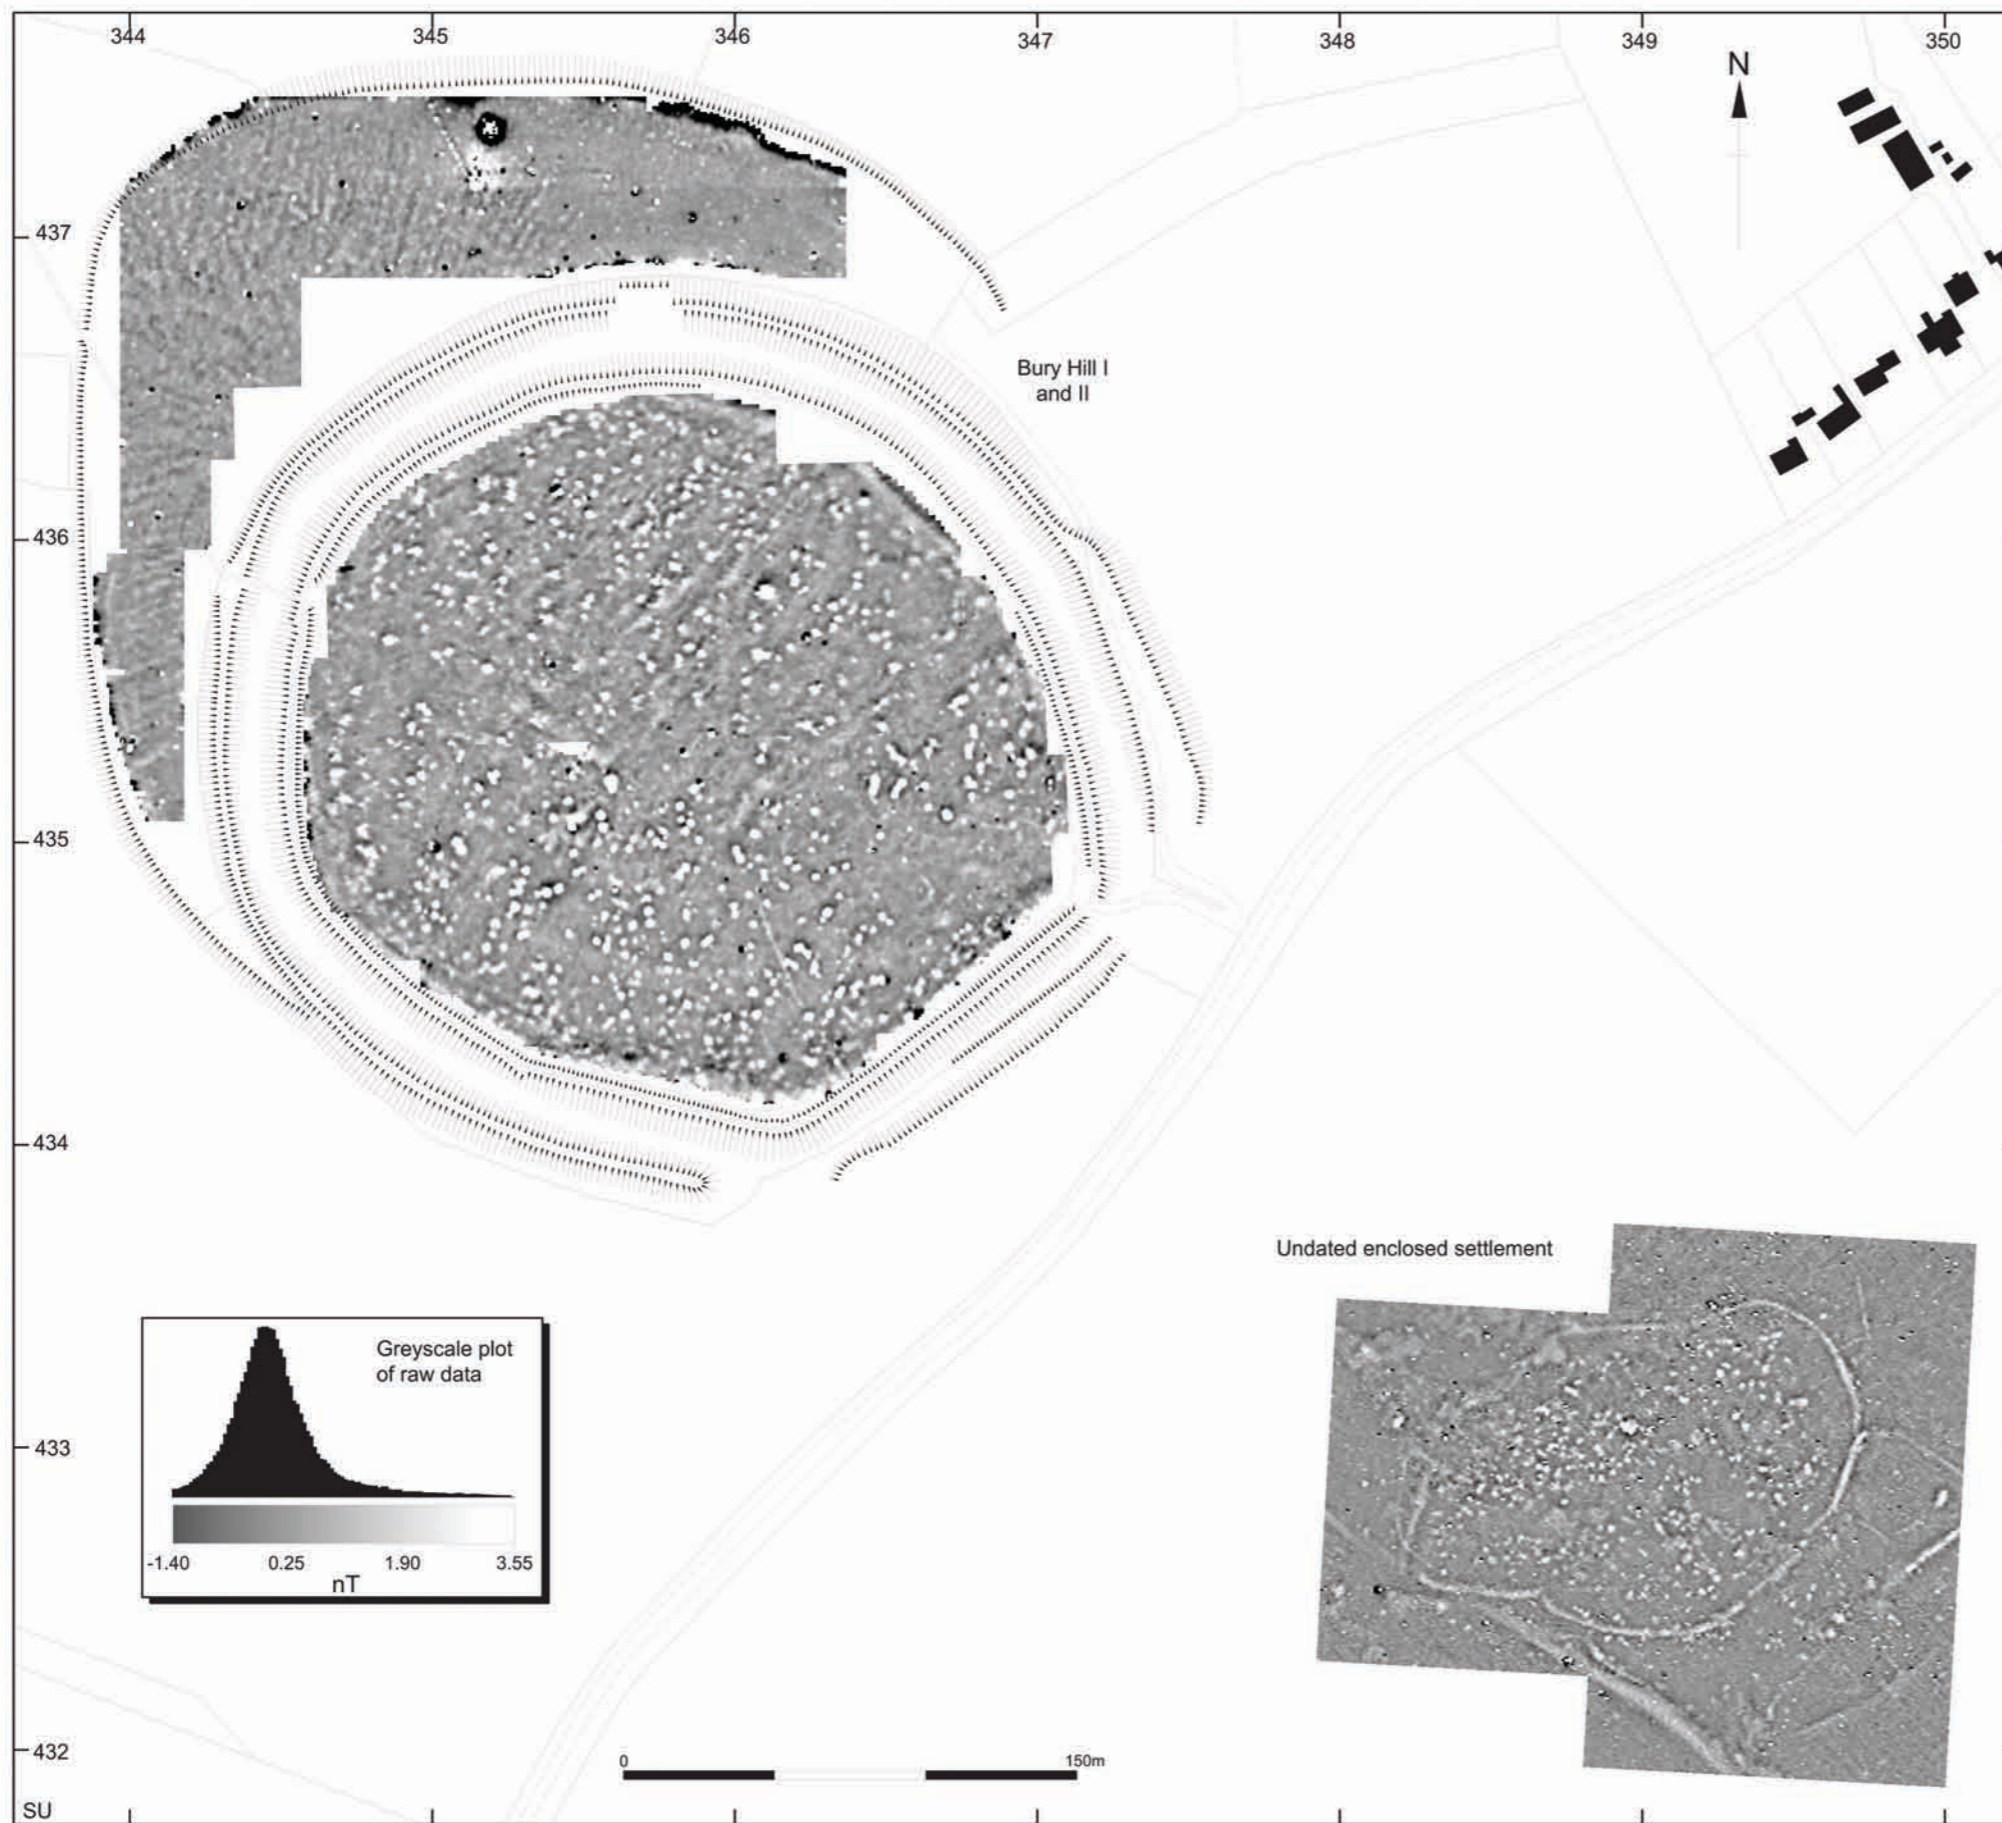 344
345
346
347
348
349
350
N
437
Bury Hill I
and II
436
435
434
Undated enclosed settlement
Greyscale plot
of raw data
433
-1.40
0.25
1.90
3.55
nT
432
0
150m
SU